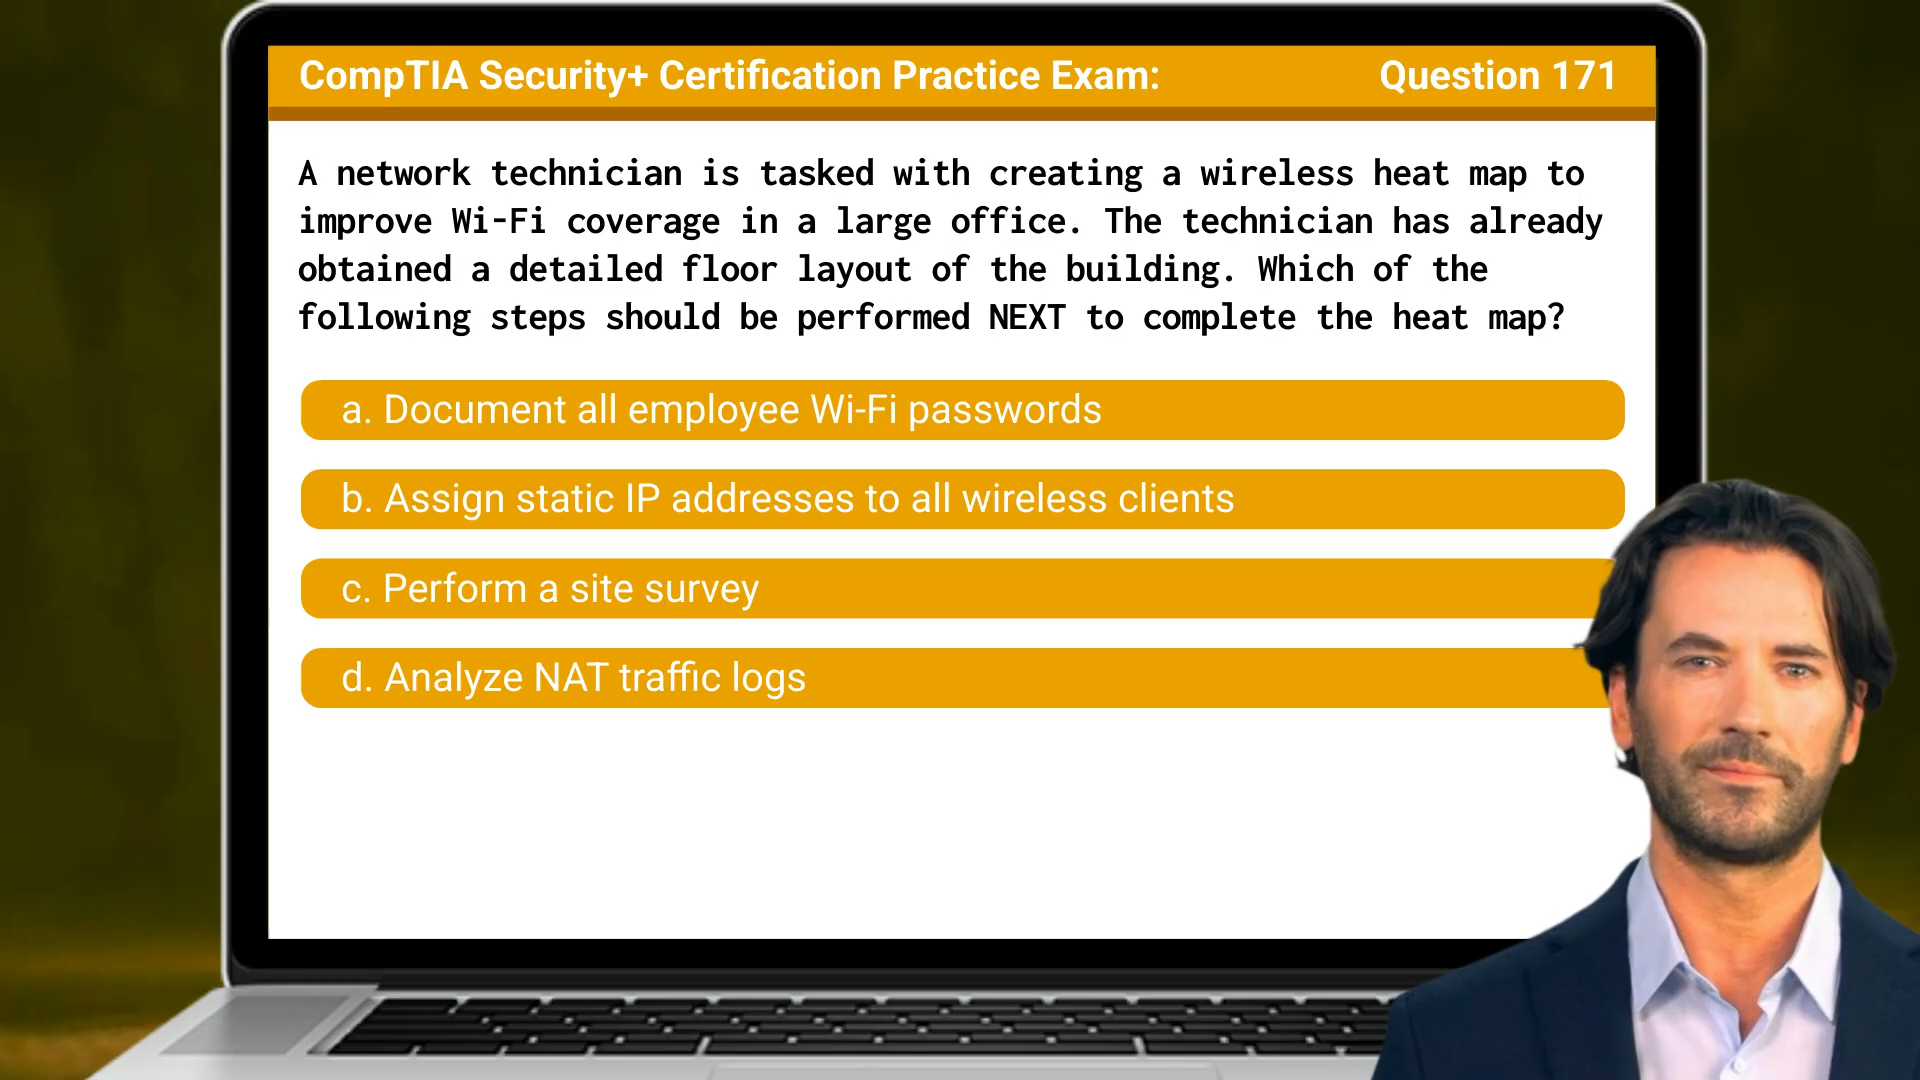 CompTIA Security+ Certification Practice Exam: Question 171
A network technician is tasked with creating a wireless heat map to
improve Wi-Fi coverage in a large office. The technician has already
obtained a detailed floor layout of the building. Which of the
following steps should be performed NEXT to complete the heat map?
a. Document all employee Wi-Fi passwords
b. Assign static IP addresses to all wireless clients
c. Perform a site survey
d. Analyze NAT traffic logs